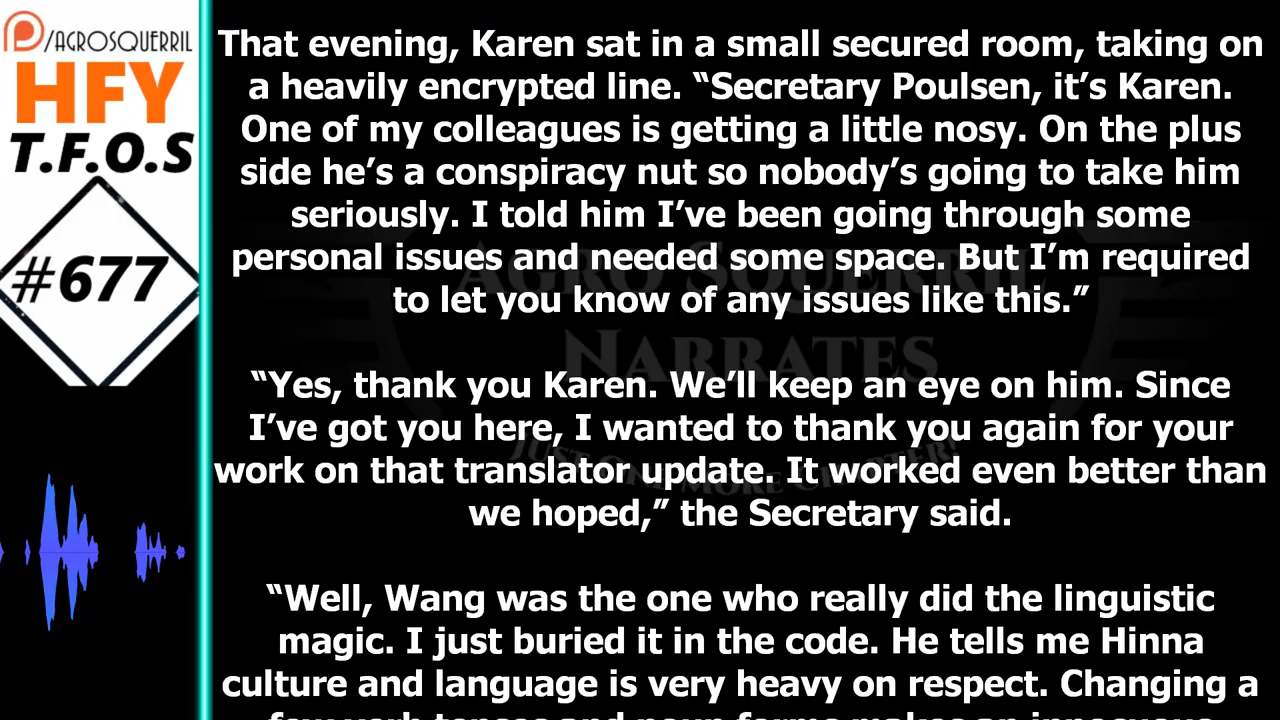 /AGROSQUERRIL
HFY
T.F.O.S
#677
That evening, Karen sat in a small secured room, taking on
a heavily encrypted line. “Secretary Poulsen, it’s Karen.
One of my colleagues is getting a little nosy. On the plus
side he’s a conspiracy nut so nobody’s going to take him
seriously. I told him I’ve been going through some
personal issues and needed some space. But I’m required
to let you know of any issues like this.”
“Yes, thank you Karen. We’ll keep an eye on him. Since
I’ve got you here, I wanted to thank you again for your
work on that translator update. It worked even better than
we hoped,” the Secretary said.
“Well, Wang was the one who really did the linguistic
magic. I just buried it in the code. He tells me Hinna
culture and language is very heavy on respect. Changing a
AGRO SQUERRIL
NARRATES
JUST ONE MORE CHAPTER!